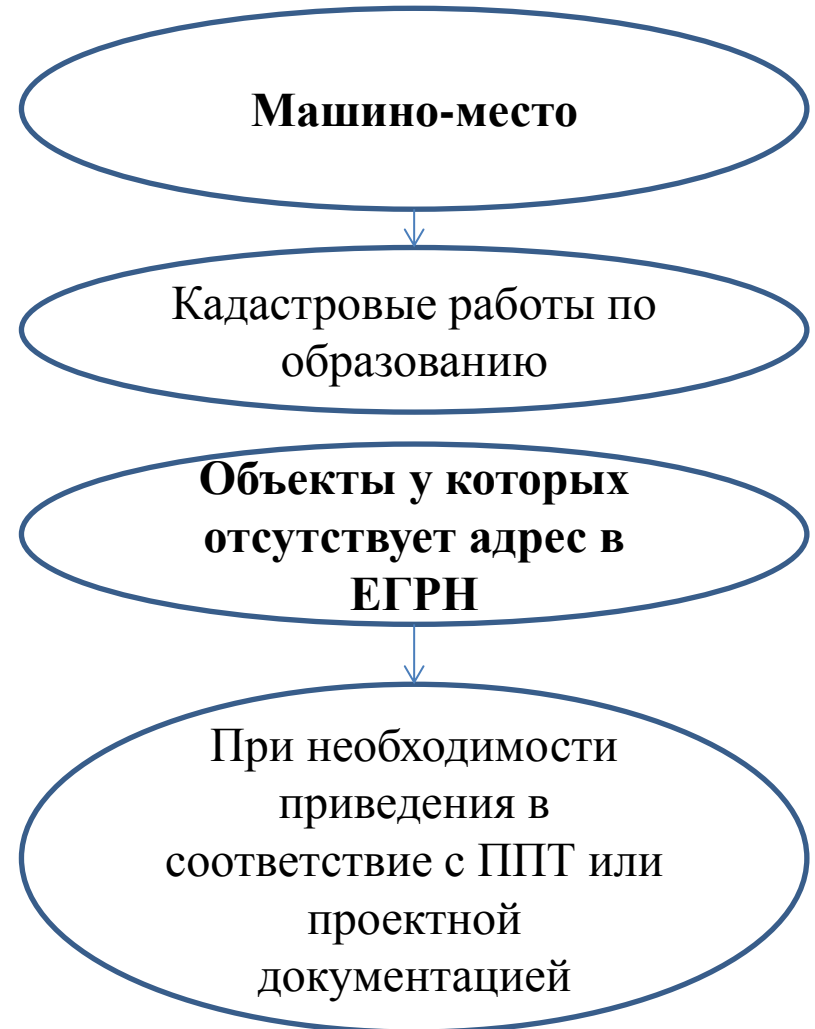 Машино-место
Кадастровые работы по
образованию
Объекты у которых
отсутствует адрес в
ЕГРН
При необходимости
приведения в
соответствие с ППТ или
проектной
документацией